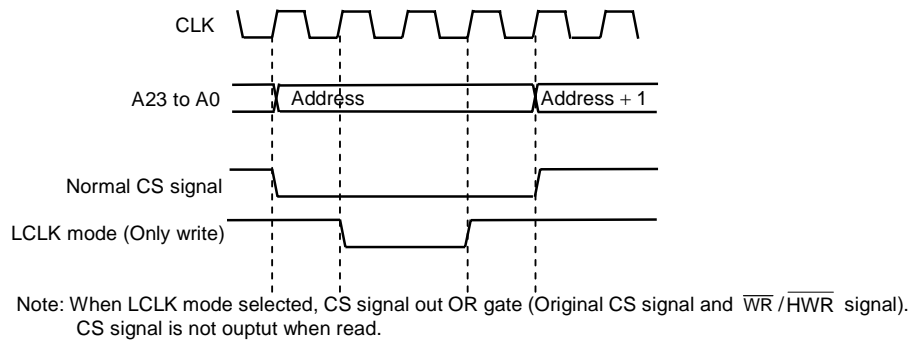 CLK
A23 to A0
Address
Address + 1
Normal CS signal
LCLK mode (Only write)
Note: When LCLK mode selected, CS signal out OR gate (Original CS signal and WR / HWR signal).
CS signal is not ouptut when read.